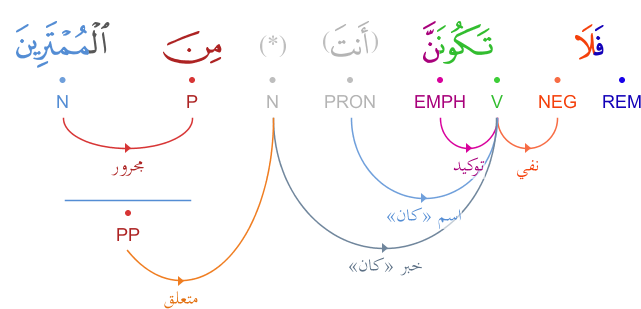 فَلَا تَكُونَنَّ (أَنتَ) (*) مِنَ ٱلْمُمْتَرِينَ
REM NEG V EMPH PRON N P N
نفي توكيد مجرور
اسم «كان»
PP
خبر «كان»
متعلق